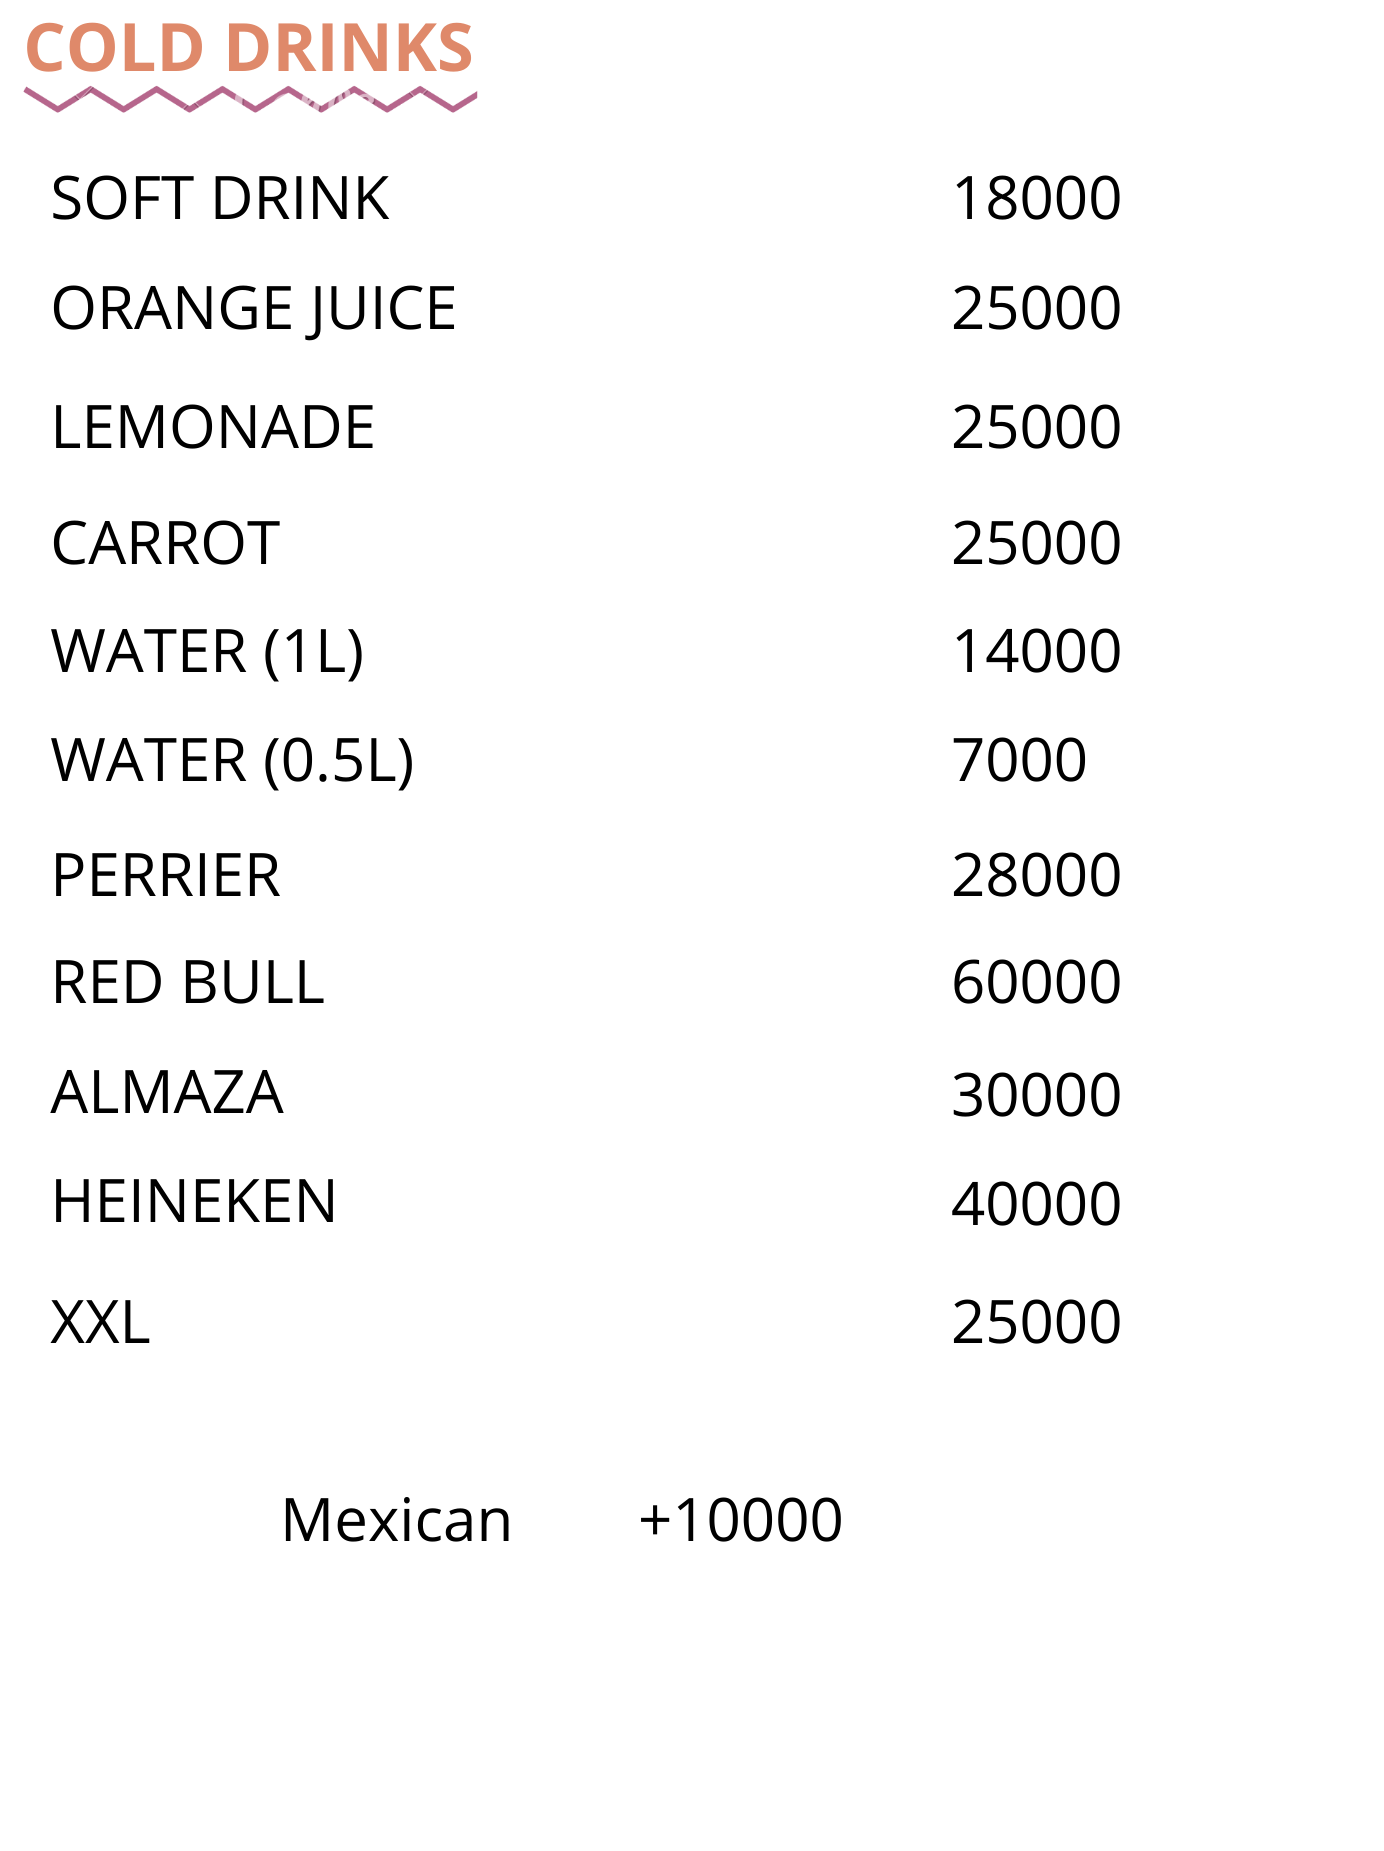 COLD DRINKS
SOFT DRINK 18000
ORANGE JUICE 25000
LEMONADE 25000
CARROT 25000
WATER (1L) 14000
WATER (0.5L) 7000
PERRIER 28000
RED BULL 60000
ALMAZA 30000
HEINEKEN 40000
XXL 25000
Mexican +10000